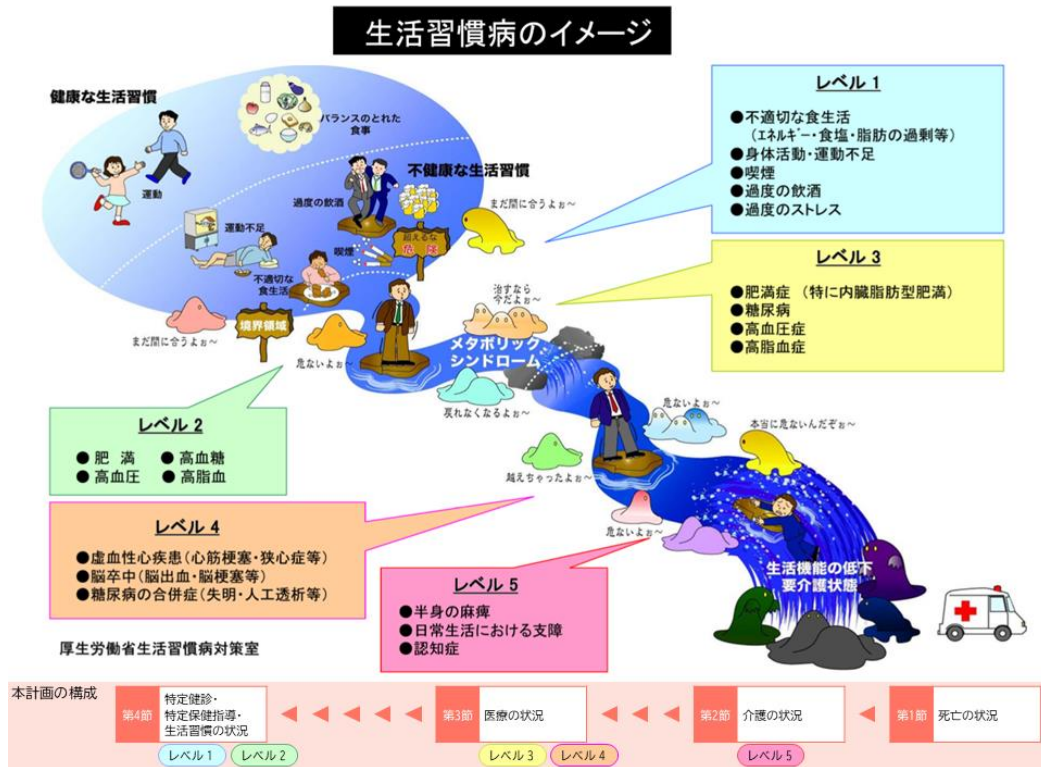 生活習慣病のイメージ
健康な生活習慣
バランスのとれた
食事
運動
不健康な生活習慣
過度の飲酒
運動不足
喫煙
超えるな
危険
不適切な
食生活
境界領域
まだ間に合うよぉ～
まだ間に合うよぉ～
危ないよぉ～
治すなら
今だよぉ～
メタボリック
シンドローム
戻れなくなるよぉ～
危ないよぉ～
本当に危ないんだぞぉ～
越えちゃったよぉ～
危ないよぉ～
生活機能の低下
要介護状態
レベル 1
●不適切な食生活
（エネルギー・食塩・脂肪の過剰等）
●身体活動・運動不足
●喫煙
●過度の飲酒
●過度のストレス
レベル 3
●肥満症 （特に内臓脂肪型肥満）
●糖尿病
●高血圧症
●高脂血症
レベル 2
● 肥 満 ● 高血糖
● 高血圧 ● 高脂血
レベル 4
●虚血性心疾患（心筋梗塞・狭心症等）
●脳卒中（脳出血・脳梗塞等）
●糖尿病の合併症（失明・人工透析等）
レベル 5
●半身の麻痺
●日常生活における支障
●認知症
厚生労働省生活習慣病対策室
本計画の構成
第4節
特定健診・
特定保健指導・
生活習慣の状況
第3節 医療の状況
第2節 介護の状況
第1節 死亡の状況
レベル 1 レベル 2 レベル 3 レベル 4 レベル 5